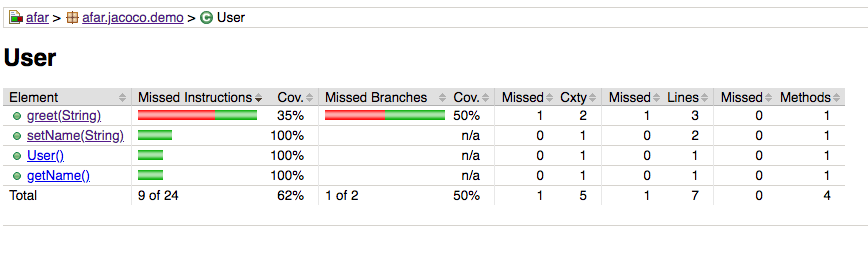 afar > afar.jacoco.demo > User
User
Element Missed Instructions Cov. Missed Branches Cov. Missed Cxty Missed Lines Missed Methods
greet(String) 35% 50% 1 2 1 3 0 1
setName(String) 100% n/a 0 1 0 2 0 1
User() 100% n/a 0 1 0 1 0 1
getName() 100% n/a 0 1 0 1 0 1
Total 9 of 24 62% 1 of 2 50% 1 5 1 7 0 4